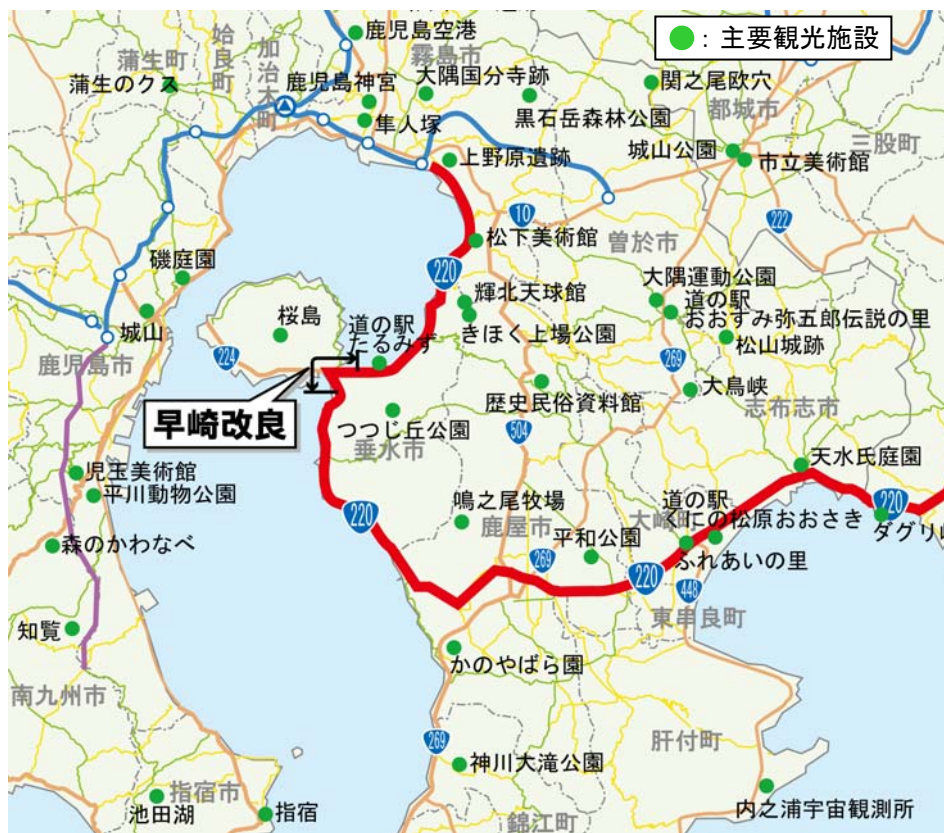 ●：主要観光施設
鹿児島空港
霧島市
姶良町
加治木町
蒲生町
蒲生のクス
鹿児島神宮
大隅国分寺跡
関之尾欧穴
都城市
隼人塚
黒石岳森林公園
三股町
城山公園
上野原遺跡
市立美術館
10
222
松下美術館
曽於市
磯庭園
220
大隅運動公園
輝北天球館
道の駅
おおすみ弥五郎伝説の里
城山
桜島
道の駅
たるみず
きほく上場公園
松山城跡
鹿児島市
224
269
早崎改良
歴史民俗資料館
大鳥峡
志布志市
つつじ丘公園
垂水市
504
天水氏庭園
児玉美術館
平川動物公園
鳴之尾牧場
道の駅
くにの松原おおさき
220
220
鹿屋市
大崎町
ダグリ岬
森のかわなべ
269
平和公園
ふれあいの里
220
448
東串良町
知覧
かのやばら園
南九州市
269
肝付町
神川大滝公園
指宿市
池田湖
指宿
錦江町
内之浦宇宙観測所